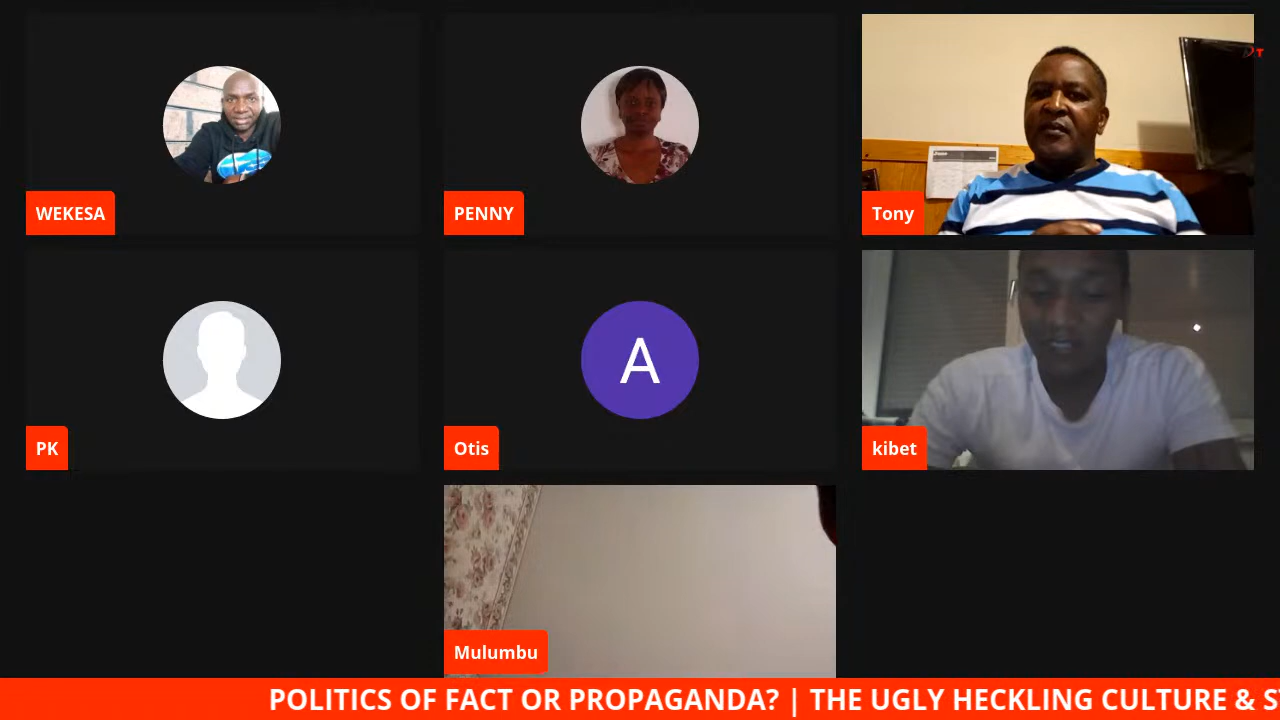 WEKESA
PENNY
Tony
PK
A
Otis
kibet
Mulumbu
POLITICS OF FACT OR PROPAGANDA? | THE UGLY HECKLING CULTURE & S